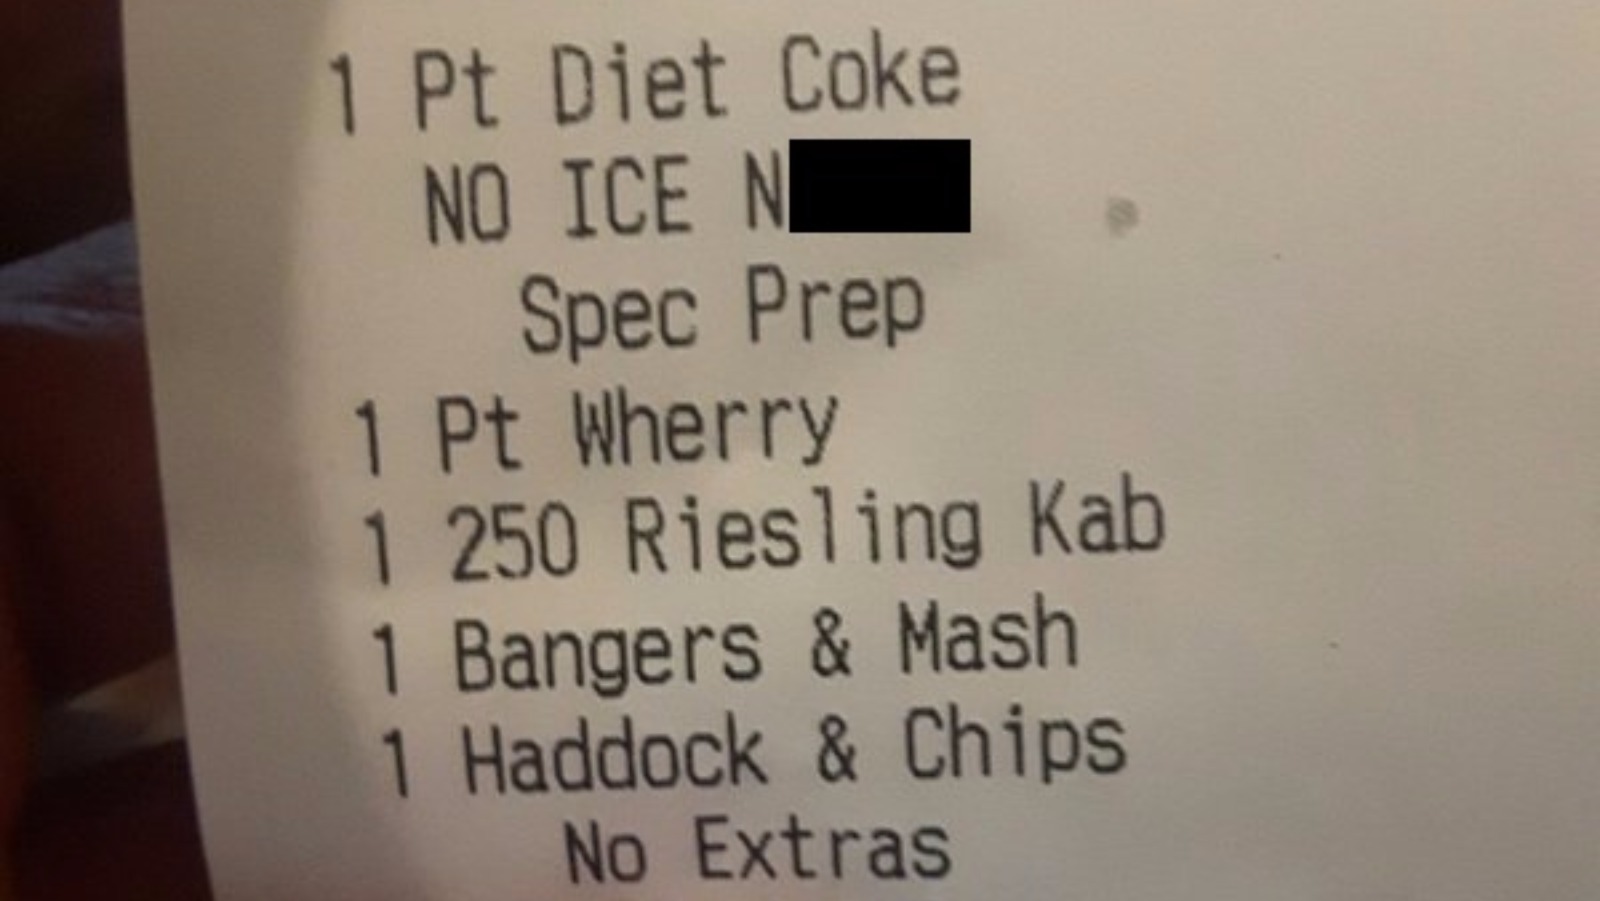 1 Pt Diet Coke
NO ICE N
Spec Prep
1 Pt Wherry
1 250 Riesling Kab
1 Bangers & Mash
1 Haddock & Chips
No Extras